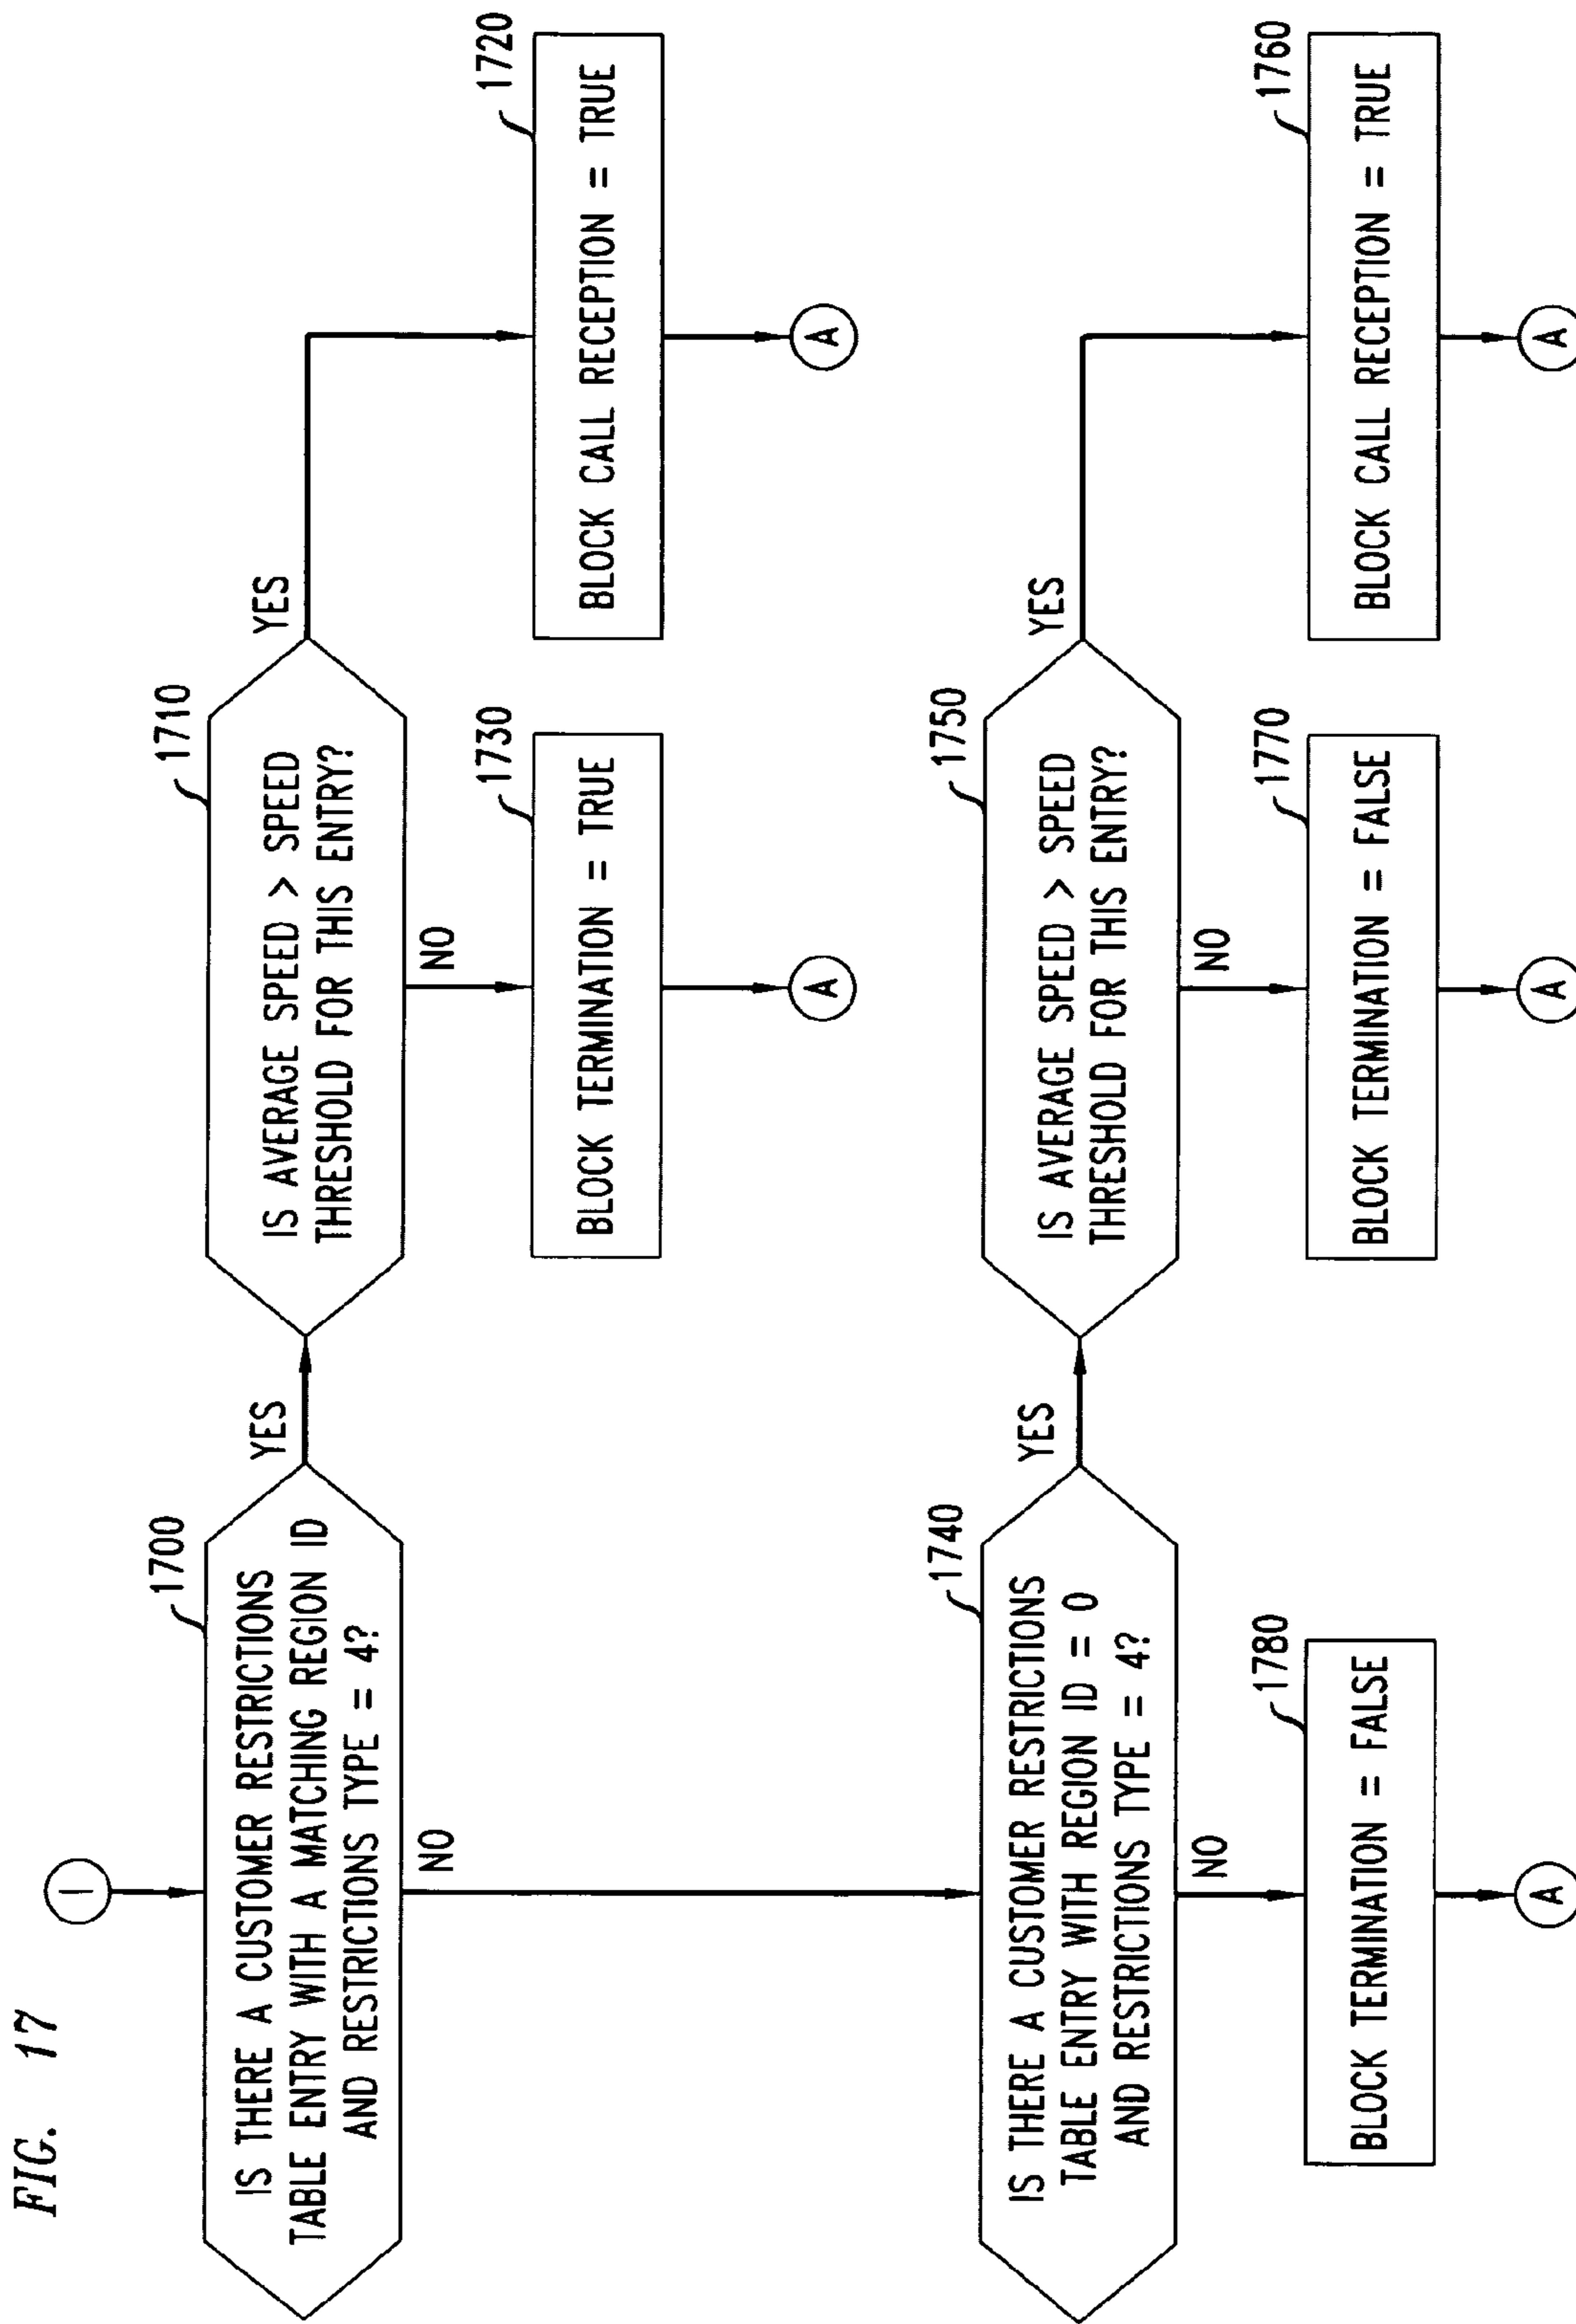 FIG. 17
I
1700
IS THERE A CUSTOMER RESTRICTIONS
TABLE ENTRY WITH A MATCHING REGION ID
AND RESTRICTIONS TYPE = 4?
YES
NO
1710
IS AVERAGE SPEED > SPEED
THRESHOLD FOR THIS ENTRY?
YES
NO
1720
BLOCK CALL RECEPTION = TRUE
A
1730
BLOCK TERMINATION = TRUE
A
1740
IS THERE A CUSTOMER RESTRICTIONS
TABLE ENTRY WITH REGION ID = 0
AND RESTRICTIONS TYPE = 4?
YES
NO
1750
IS AVERAGE SPEED > SPEED
THRESHOLD FOR THIS ENTRY?
YES
NO
1760
BLOCK CALL RECEPTION = TRUE
A
1770
BLOCK TERMINATION = FALSE
A
1780
BLOCK TERMINATION = FALSE
A